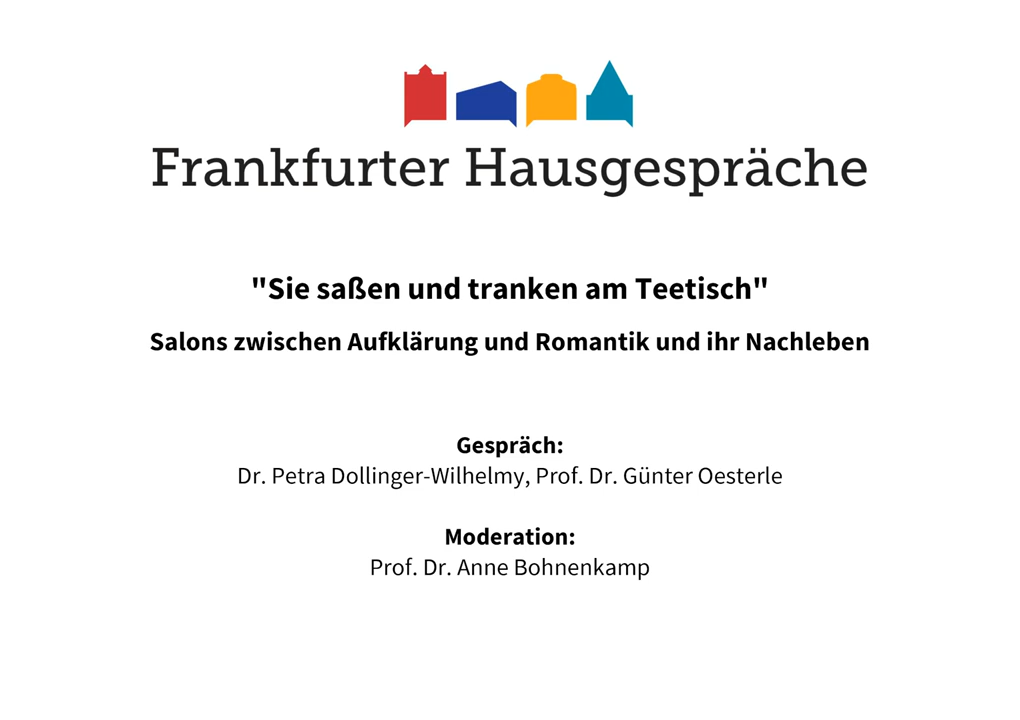 Frankfurter Hausgespräche
"Sie saßen und tranken am Teetisch"
Salons zwischen Aufklärung und Romantik und ihr Nachleben
Gespräch:
Dr. Petra Dollinger-Wilhelmy, Prof. Dr. Günter Oesterle
Moderation:
Prof. Dr. Anne Bohnenkamp